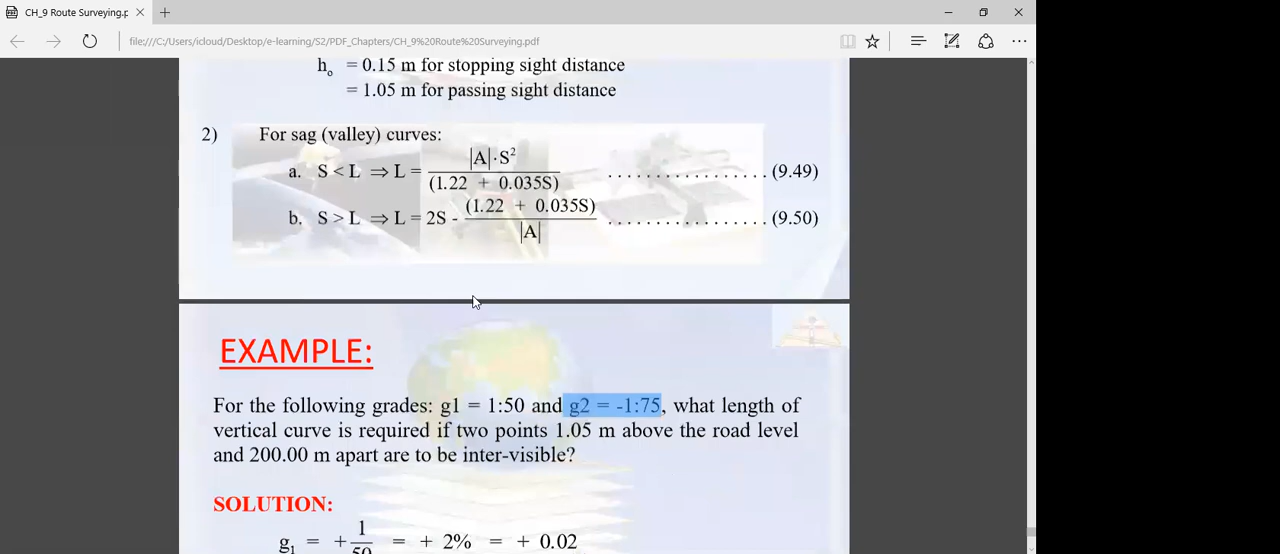 CH_9 Route Surveying.p
file:///C:/Users/icloud/Desktop/e-learning/S2/PDF_Chapters/CH_9%20Route%20Surveying.pdf
hₒ = 0.15 m for stopping sight distance
= 1.05 m for passing sight distance
2) For sag (valley) curves:
a. S < L ⇒ L = |A|·S² / (1.22 + 0.035S) ................ (9.49)
b. S > L ⇒ L = 2S - (1.22 + 0.035S) / |A| ................ (9.50)
EXAMPLE:
For the following grades: g1 = 1:50 and g2 = -1:75, what length of
vertical curve is required if two points 1.05 m above the road level
and 200.00 m apart are to be inter-visible?
SOLUTION:
g₁ = + 1/50 = + 2% = + 0.02